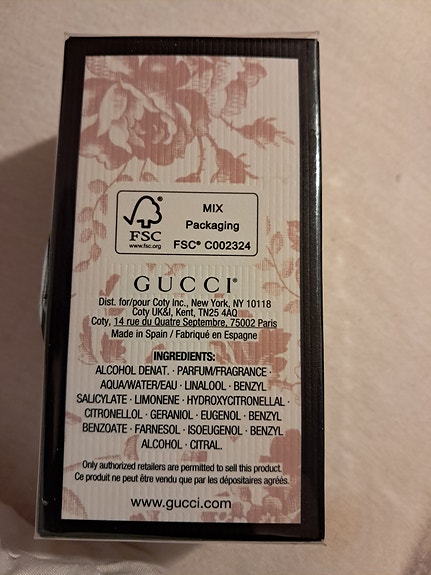 MIX
Packaging
FSC
www.fsc.org
FSC® C002324
GUCCI®
Dist. for/pour Coty Inc., New York, NY 10118
Coty UK&I, Kent, TN25 4AQ
Coty, 14 rue du Quatre Septembre, 75002 Paris
Made in Spain / Fabriqué en Espagne
INGREDIENTS:
ALCOHOL DENAT. · PARFUM/FRAGRANCE ·
AQUA/WATER/EAU · LINALOOL · BENZYL
SALICYLATE · LIMONENE · HYDROXYCITRONELLAL ·
CITRONELLOL · GERANIOL · EUGENOL · BENZYL
BENZOATE · FARNESOL · ISOEUGENOL · BENZYL
ALCOHOL · CITRAL.
Only authorized retailers are permitted to sell this product.
Ce produit ne peut être vendu que par les dépositaires agréés.
www.gucci.com